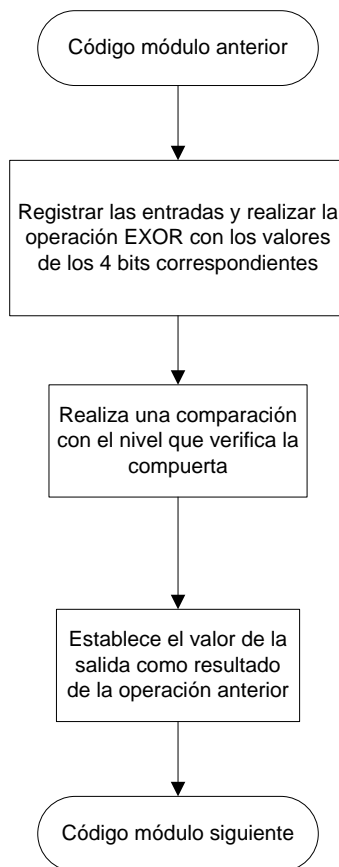 Código módulo anterior
Registrar las entradas y realizar la
operación EXOR con los valores
de los 4 bits correspondientes
Realiza una comparación
con el nivel que verifica la
compuerta
Establece el valor de la
salida como resultado
de la operación anterior
Código módulo siguiente